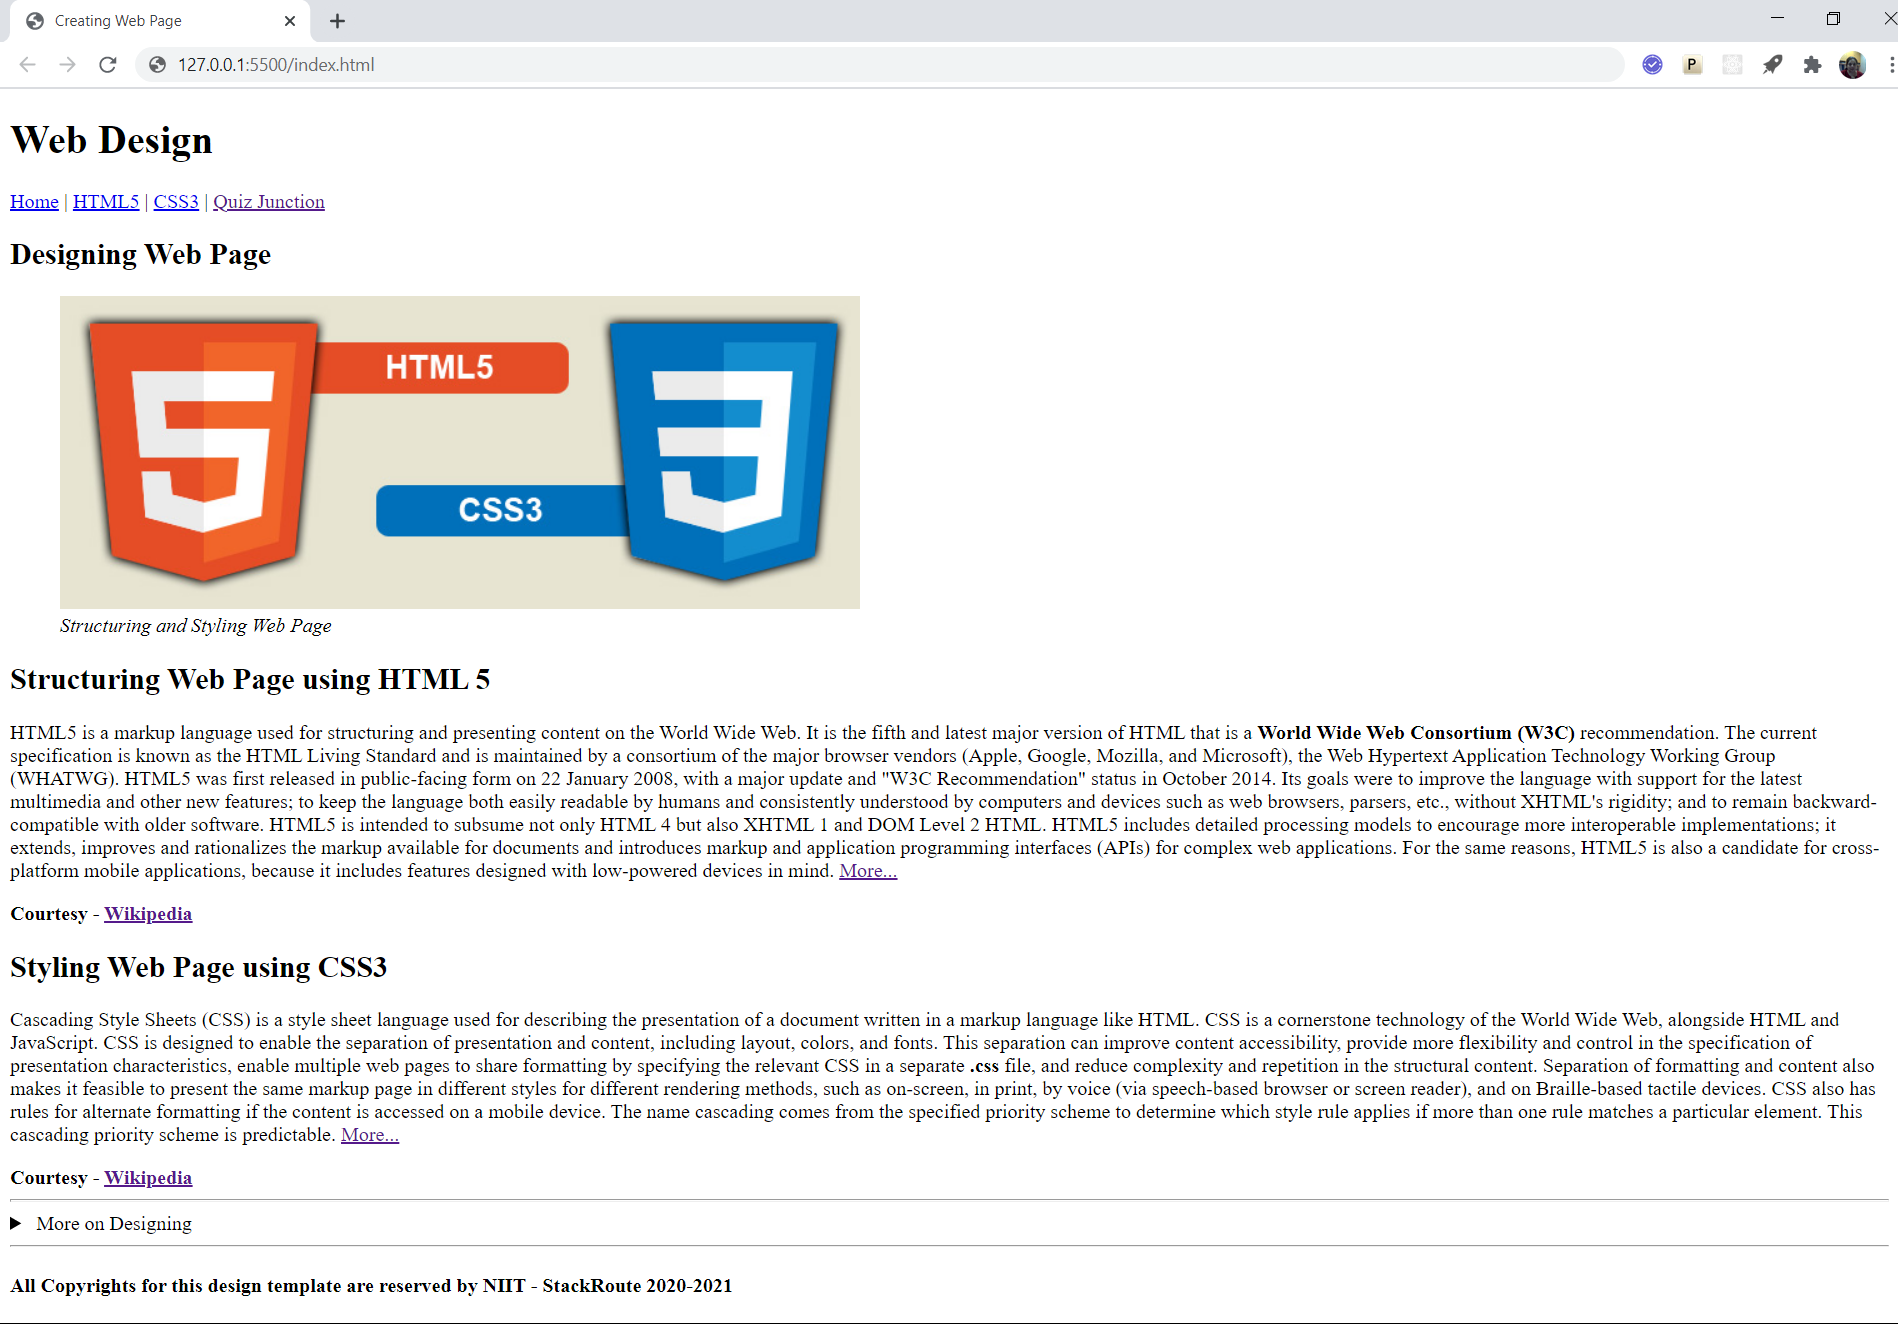 Creating Web Page
127.0.0.1:5500/index.html
P
Web Design
Home | HTML5 | CSS3 | Quiz Junction
Designing Web Page
HTML5
CSS3
Structuring and Styling Web Page
Structuring Web Page using HTML 5
HTML5 is a markup language used for structuring and presenting content on the World Wide Web. It is the fifth and latest major version of HTML that is a World Wide Web Consortium (W3C) recommendation. The current
specification is known as the HTML Living Standard and is maintained by a consortium of the major browser vendors (Apple, Google, Mozilla, and Microsoft), the Web Hypertext Application Technology Working Group
(WHATWG). HTML5 was first released in public-facing form on 22 January 2008, with a major update and "W3C Recommendation" status in October 2014. Its goals were to improve the language with support for the latest
multimedia and other new features; to keep the language both easily readable by humans and consistently understood by computers and devices such as web browsers, parsers, etc., without XHTML's rigidity; and to remain backward-
compatible with older software. HTML5 is intended to subsume not only HTML 4 but also XHTML 1 and DOM Level 2 HTML. HTML5 includes detailed processing models to encourage more interoperable implementations; it
extends, improves and rationalizes the markup available for documents and introduces markup and application programming interfaces (APIs) for complex web applications. For the same reasons, HTML5 is also a candidate for cross-
platform mobile applications, because it includes features designed with low-powered devices in mind. More...
Courtesy - Wikipedia
Styling Web Page using CSS3
Cascading Style Sheets (CSS) is a style sheet language used for describing the presentation of a document written in a markup language like HTML. CSS is a cornerstone technology of the World Wide Web, alongside HTML and
JavaScript. CSS is designed to enable the separation of presentation and content, including layout, colors, and fonts. This separation can improve content accessibility, provide more flexibility and control in the specification of
presentation characteristics, enable multiple web pages to share formatting by specifying the relevant CSS in a separate .css file, and reduce complexity and repetition in the structural content. Separation of formatting and content also
makes it feasible to present the same markup page in different styles for different rendering methods, such as on-screen, in print, by voice (via speech-based browser or screen reader), and on Braille-based tactile devices. CSS also has
rules for alternate formatting if the content is accessed on a mobile device. The name cascading comes from the specified priority scheme to determine which style rule applies if more than one rule matches a particular element. This
cascading priority scheme is predictable. More...
Courtesy - Wikipedia
More on Designing
All Copyrights for this design template are reserved by NIIT - StackRoute 2020-2021